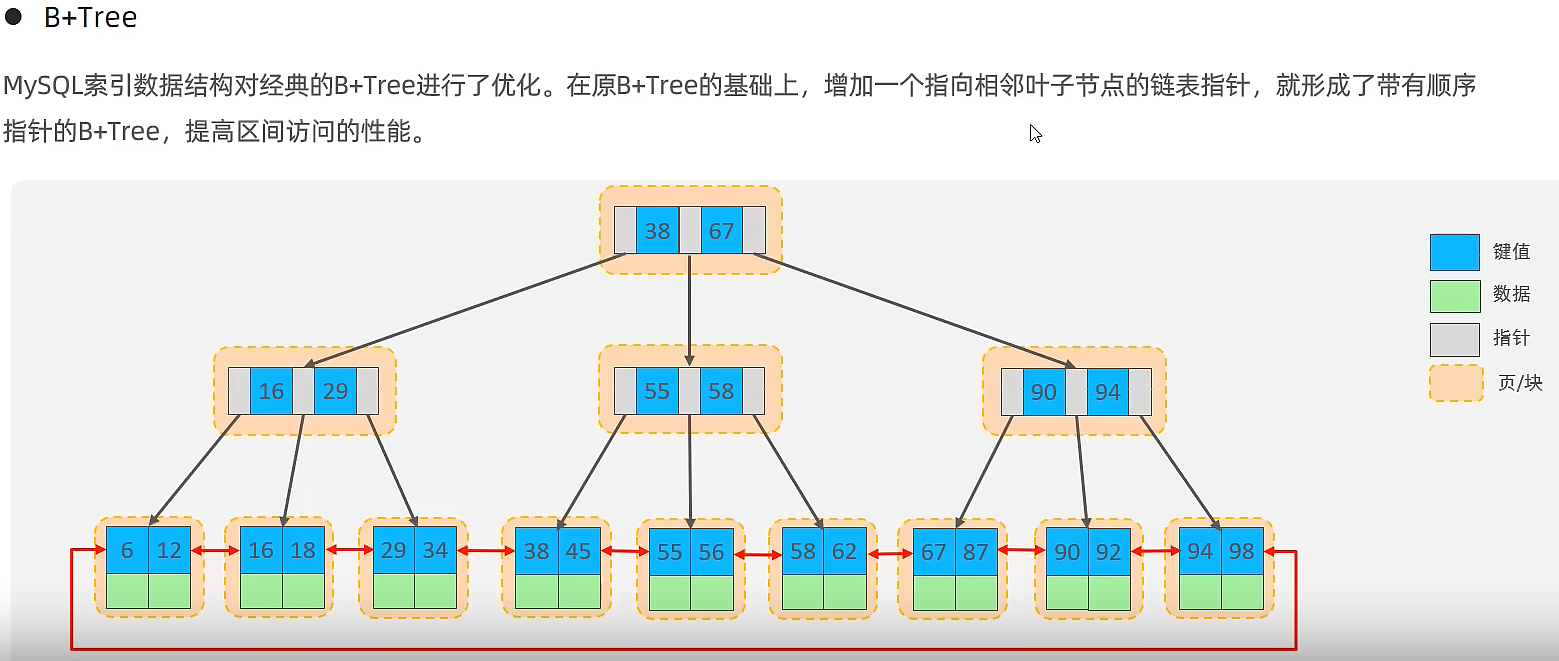 ● B+Tree
MySQL索引数据结构对经典的B+Tree进行了优化。在原B+Tree的基础上，增加一个指向相邻叶子节点的链表指针，就形成了带有顺序
指针的B+Tree，提高区间访问的性能。
38 67
键值
数据
指针
页/块
16 29 55 58 90 94
6 12 16 18 29 34 38 45 55 56 58 62 67 87 90 92 94 98